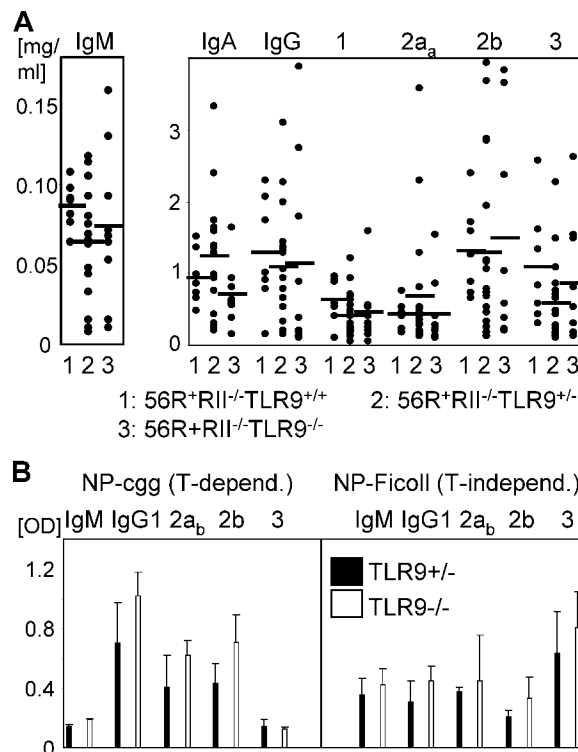 A
[mg/ml] IgM IgA IgG 1 2aₐ 2b 3
0.15
0.10
0.05
0
3
2
1
0
1 2 3 1 2 3 1 2 3 1 2 3 1 2 3 1 2 3 1 2 3
1: 56R⁺RII⁻/⁻TLR9⁺/⁺ 2: 56R⁺RII⁻/⁻TLR9⁺/⁻
3: 56R+RII⁻/⁻TLR9⁻/⁻
B
NP-cgg (T-depend.) NP-Ficoll (T-independ.)
[OD] IgM IgG1 2a_b 2b 3 IgM IgG1 2a_b 2b 3
1.2
0.8
0.4
0
TLR9+/-
TLR9-/-